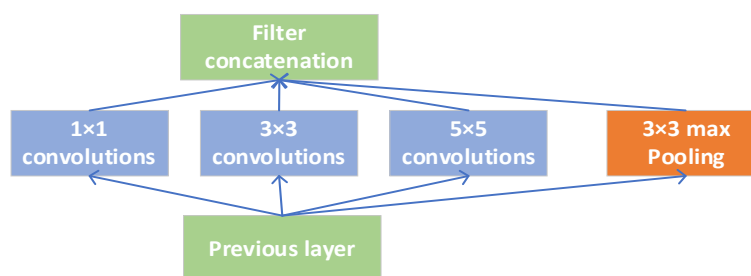 Filter
concatenation
1×1
convolutions
3×3
convolutions
5×5
convolutions
3×3 max
Pooling
Previous layer